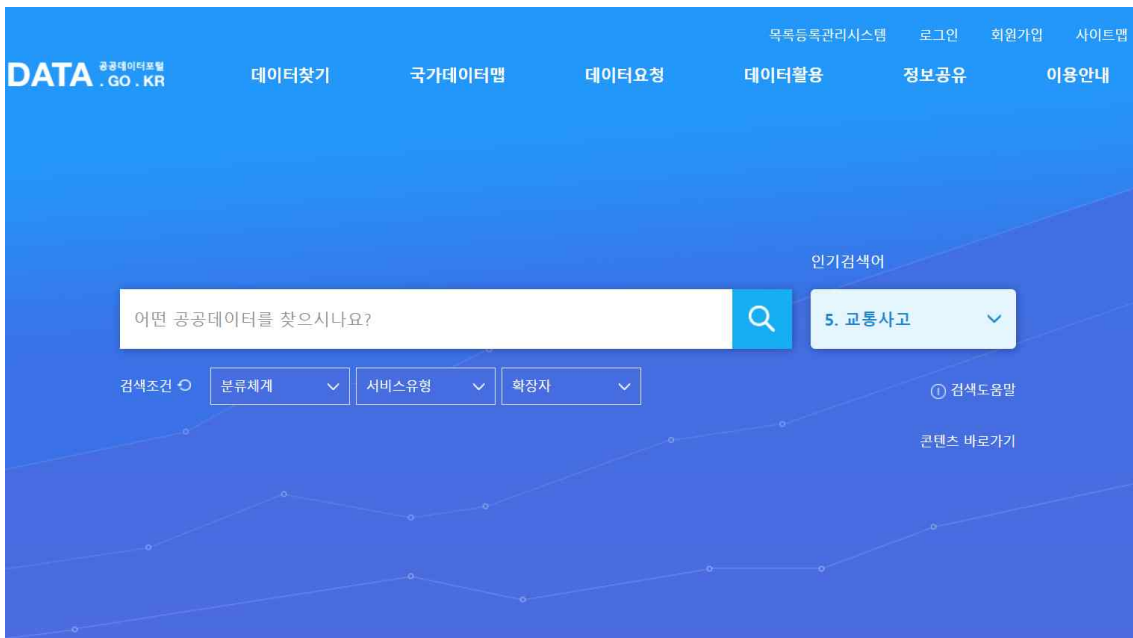 목록등록관리시스템 로그인 회원가입 사이트맵
DATA 공공데이터포털
.GO.KR
데이터찾기 국가데이터맵 데이터요청 데이터활용 정보공유 이용안내
인기검색어
어떤 공공데이터를 찾으시나요?
5. 교통사고
검색조건 분류체계 서비스유형 확장자
검색도움말
콘텐츠 바로가기